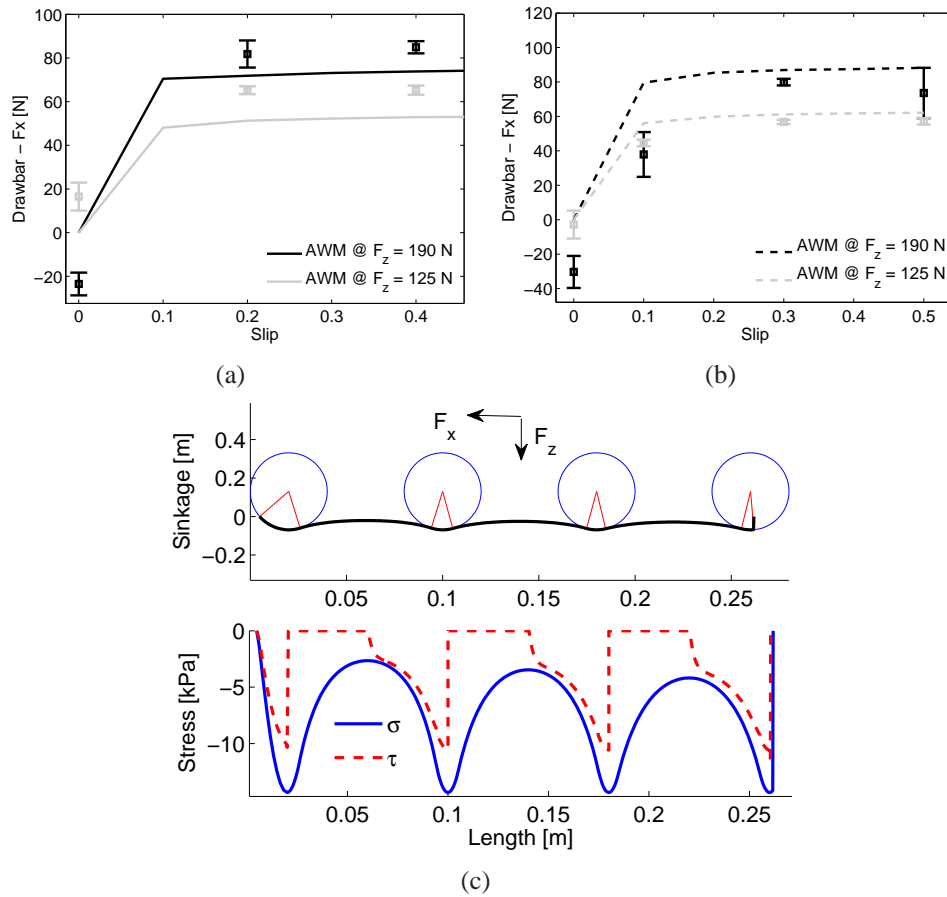 100
80
60
40
20
0
−20
0
0.1
0.2
0.3
0.4
Slip
Drawbar − Fx [N]
AWM @ F_z = 190 N
AWM @ F_z = 125 N
(a)
120
100
80
60
40
20
0
−20
−40
0
0.1
0.2
0.3
0.4
0.5
Slip
Drawbar − Fx [N]
AWM @ F_z = 190 N
AWM @ F_z = 125 N
(b)
Sinkage [m]
0.4
0.2
0
−0.2
F_x
F_z
0.05
0.1
0.15
0.2
0.25
Stress [kPa]
0
−5
−10
σ
τ
0.05
0.1
0.15
0.2
0.25
Length [m]
(c)